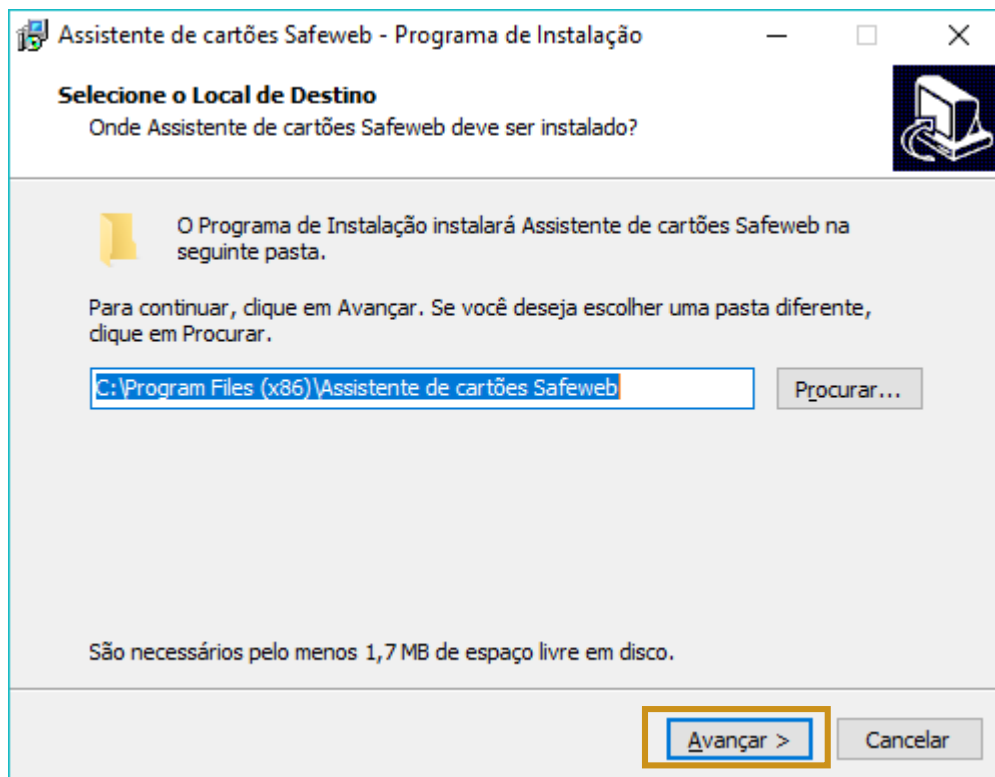 Assistente de cartões Safeweb - Programa de Instalação
Selecione o Local de Destino
Onde Assistente de cartões Safeweb deve ser instalado?
O Programa de Instalação instalará Assistente de cartões Safeweb na
seguinte pasta.
Para continuar, clique em Avançar. Se você deseja escolher uma pasta diferente,
clique em Procurar.
C:\Program Files (x86)\Assistente de cartões Safeweb
Procurar...
São necessários pelo menos 1,7 MB de espaço livre em disco.
Avançar >
Cancelar